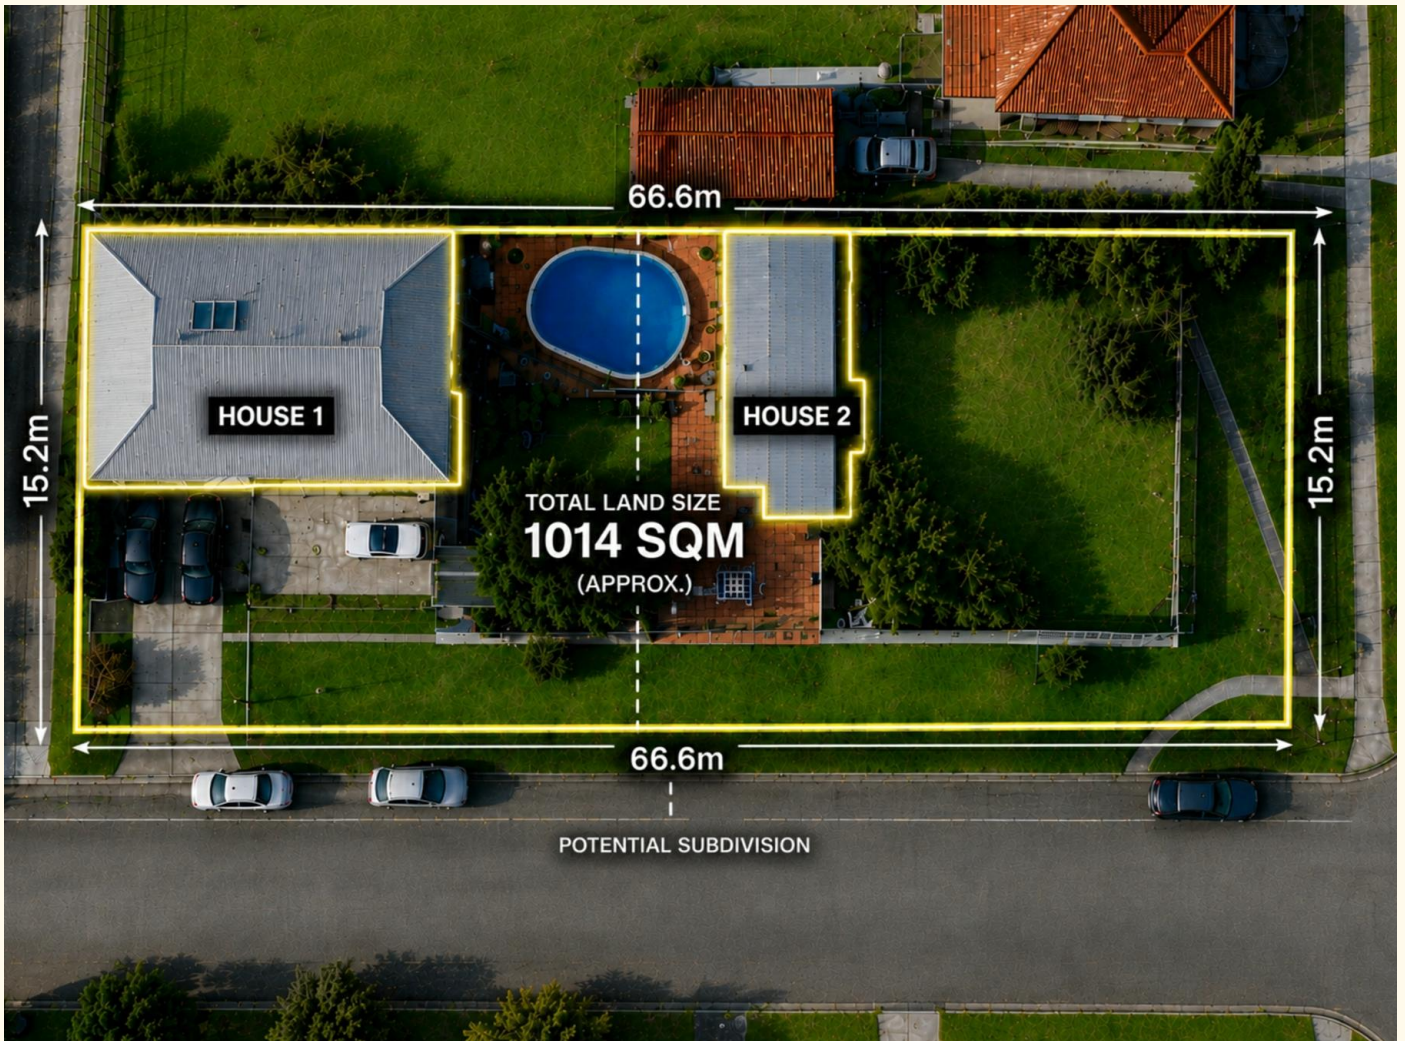 66.6m
15.2m
HOUSE 1
HOUSE 2
15.2m
TOTAL LAND SIZE
1014 SQM
(APPROX.)
66.6m
POTENTIAL SUBDIVISION